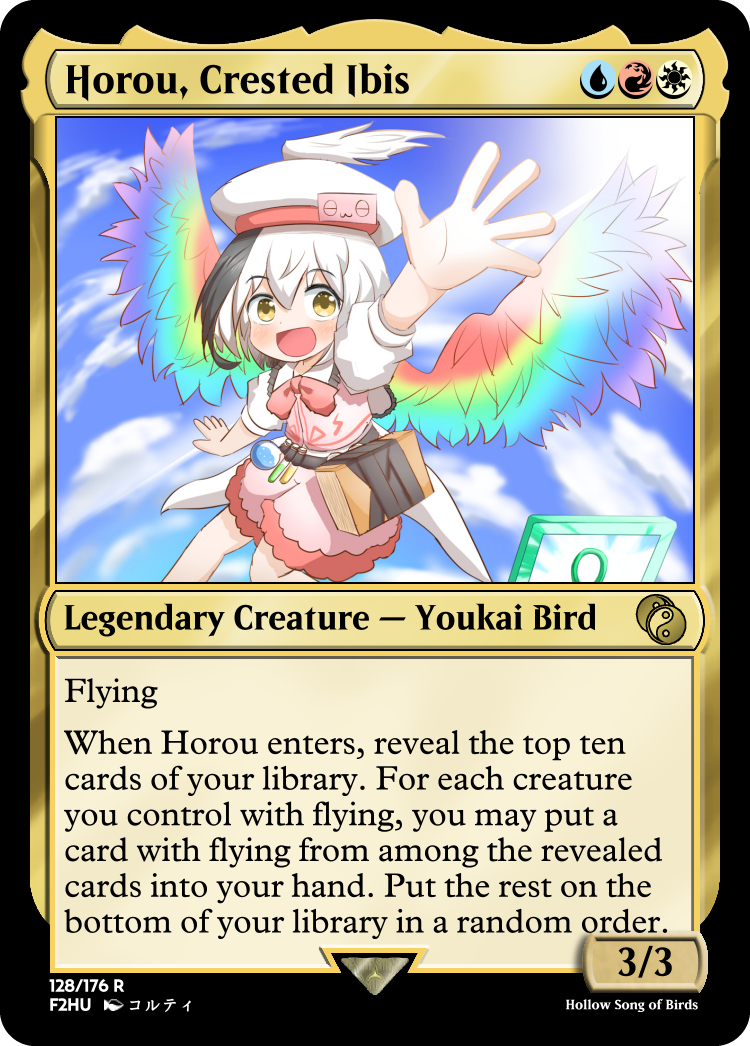 Horou, Crested Ibis
Legendary Creature — Youkai Bird
Flying
When Horou enters, reveal the top ten
cards of your library. For each creature
you control with flying, you may put a
card with flying from among the revealed
cards into your hand. Put the rest on the
bottom of your library in a random order.
3/3
128/176 R
F2HU コルティ
Hollow Song of Birds